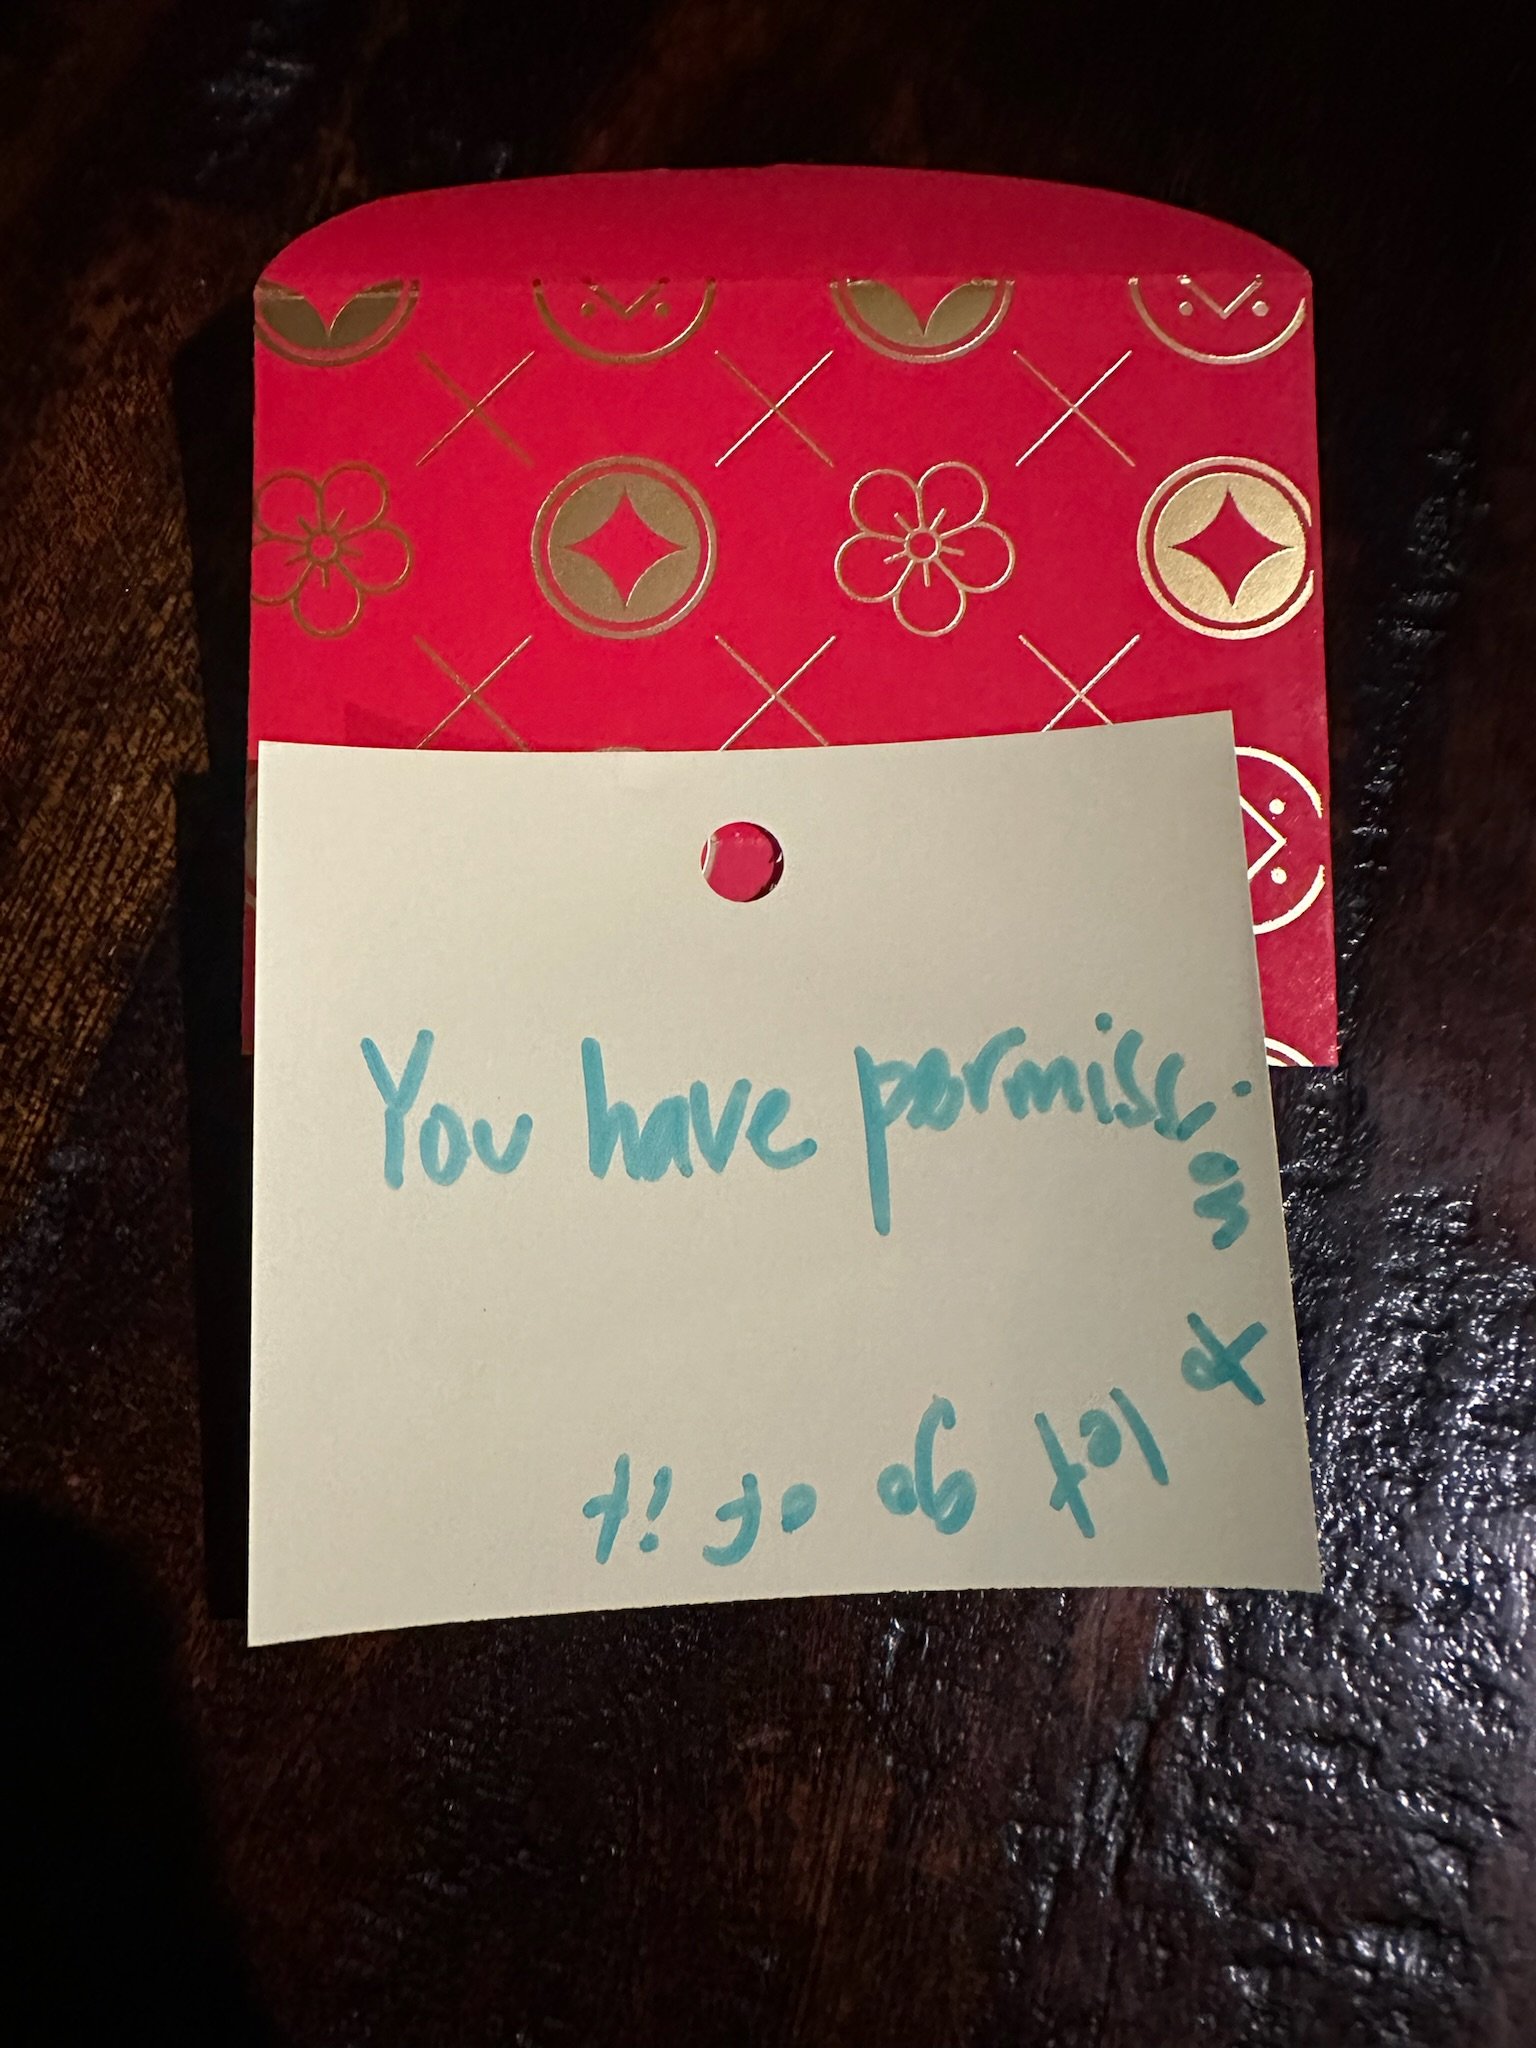 You have permission
to let go of it